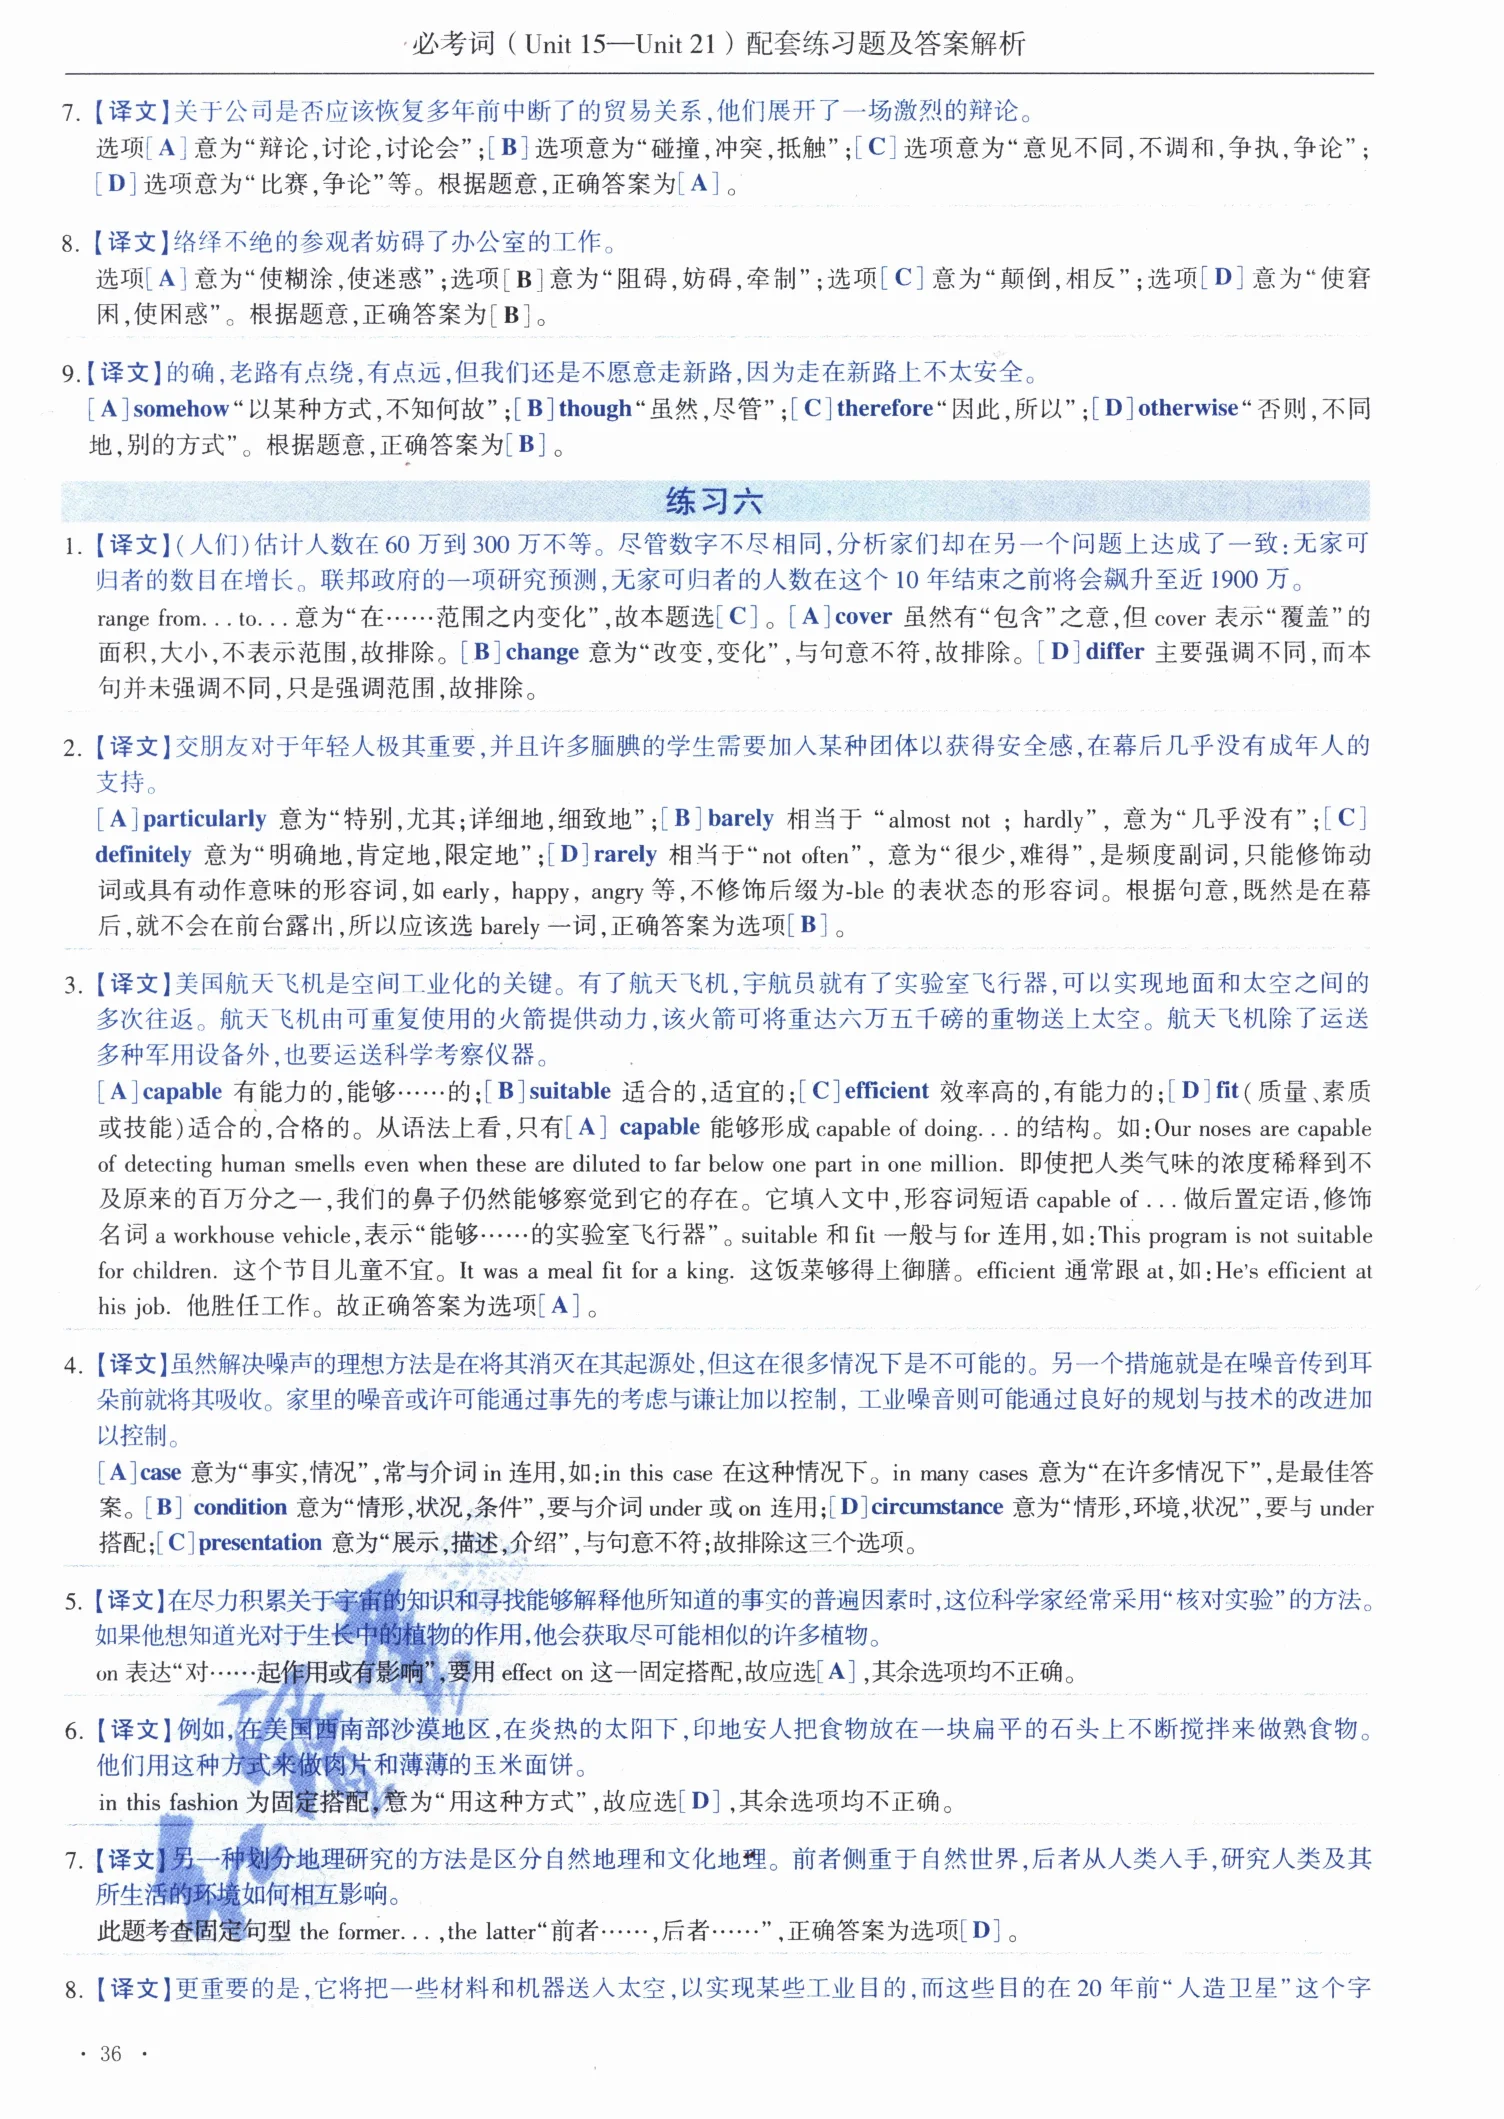 必考词（Unit 15—Unit 21）配套练习题及答案解析
7.【译文】关于公司是否应该恢复多年前中断了的贸易关系,他们展开了一场激烈的辩论。
选项[A]意为“辩论,讨论,讨论会”;[B]选项意为“碰撞,冲突,抵触”;[C]选项意为“意见不同,不调和,争执,争论”;
[D]选项意为“比赛,争论”等。根据题意,正确答案为[A]。
8.【译文】络绎不绝的参观者妨碍了办公室的工作。
选项[A]意为“使糊涂,使迷惑”;选项[B]意为“阻碍,妨碍,牵制”;选项[C]意为“颠倒,相反”;选项[D]意为“使窘
困,使困惑”。根据题意,正确答案为[B]。
9.【译文】的确,老路有点绕,有点远,但我们还是不愿意走新路,因为走在新路上不太安全。
[A]somehow“以某种方式,不知何故”;[B]though“虽然,尽管”;[C]therefore“因此,所以”;[D]otherwise“否则,不同
地,别的方式”。根据题意,正确答案为[B]。
练习六
1.【译文】(人们)估计人数在60万到300万不等。尽管数字不尽相同,分析家们却在另一个问题上达成了一致:无家可
归者的数目在增长。联邦政府的一项研究预测,无家可归者的人数在这个10年结束之前将会飙升至近1900万。
range from...to...意为“在……范围之内变化”,故本题选[C]。[A]cover 虽然有“包含”之意,但 cover 表示“覆盖”的
面积,大小,不表示范围,故排除。[B]change 意为“改变,变化”,与句意不符,故排除。[D]differ 主要强调不同,而本
句并未强调不同,只是强调范围,故排除。
2.【译文】交朋友对于年轻人极其重要,并且许多腼腆的学生需要加入某种团体以获得安全感,在幕后几乎没有成年人的
支持。
[A]particularly 意为“特别,尤其;详细地,细致地”;[B]barely 相当于 “almost not ; hardly”, 意为“几乎没有”;[C]
definitely 意为“明确地,肯定地,限定地”;[D]rarely 相当于“not often”, 意为“很少,难得”,是频度副词,只能修饰动
词或具有动作意味的形容词,如 early, happy, angry 等,不修饰后缀为-ble 的表状态的形容词。根据句意,既然是在幕
后,就不会在前台露出,所以应该选 barely 一词,正确答案为选项[B]。
3.【译文】美国航天飞机是空间工业化的关键。有了航天飞机,宇航员就有了实验室飞行器,可以实现地面和太空之间的
多次往返。航天飞机由可重复使用的火箭提供动力,该火箭可将重达六万五千磅的重物送上太空。航天飞机除了运送
多种军用设备外,也要运送科学考察仪器。
[A]capable 有能力的,能够……的;[B]suitable 适合的,适宜的;[C]efficient 效率高的,有能力的;[D]fit(质量、素质
或技能)适合的,合格的。从语法上看,只有[A] capable 能够形成 capable of doing...的结构。如:Our noses are capable
of detecting human smells even when these are diluted to far below one part in one million. 即使把人类气味的浓度稀释到不
及原来的百万分之一,我们的鼻子仍然能够察觉到它的存在。它填入文中,形容词短语 capable of ...做后置定语,修饰
名词 a workhouse vehicle,表示“能够……的实验室飞行器”。suitable 和 fit 一般与 for 连用,如:This program is not suitable
for children. 这个节目儿童不宜。It was a meal fit for a king. 这饭菜够得上御膳。efficient 通常跟 at,如:He's efficient at
his job. 他胜任工作。故正确答案为选项[A]。
4.【译文】虽然解决噪声的理想方法是在将其消灭在其起源处,但这在很多情况下是不可能的。另一个措施就是在噪音传到耳
朵前就将其吸收。家里的噪音或许可能通过事先的考虑与谦让加以控制, 工业噪音则可能通过良好的规划与技术的改进加
以控制。
[A]case 意为“事实,情况”,常与介词 in 连用,如:in this case 在这种情况下。in many cases 意为“在许多情况下”,是最佳答
案。[B] condition 意为“情形,状况,条件”,要与介词 under 或 on 连用;[D]circumstance 意为“情形,环境,状况”,要与 under
搭配;[C]presentation 意为“展示,描述,介绍”,与句意不符;故排除这三个选项。
5.【译文】在尽力积累关于宇宙的知识和寻找能够解释他所知道的事实的普遍因素时,这位科学家经常采用“核对实验”的方法。
如果他想知道光对于生长中的植物的作用,他会获取尽可能相似的许多植物。
on 表达“对……起作用或有影响”,要用 effect on 这一固定搭配,故应选[A],其余选项均不正确。
6.【译文】例如,在美国西南部沙漠地区,在炎热的太阳下,印地安人把食物放在一块扁平的石头上不断搅拌来做熟食物。
他们用这种方式来做肉片和薄薄的玉米面饼。
in this fashion 为固定搭配,意为“用这种方式”,故应选[D],其余选项均不正确。
7.【译文】另一种划分地理研究的方法是区分自然地理和文化地理。前者侧重于自然世界,后者从人类入手,研究人类及其
所生活的环境如何相互影响。
此题考查固定句型 the former...,the latter“前者……,后者……”,正确答案为选项[D]。
8.【译文】更重要的是,它将把一些材料和机器送入太空,以实现某些工业目的,而这些目的在20年前“人造卫星”这个字
· 36 ·